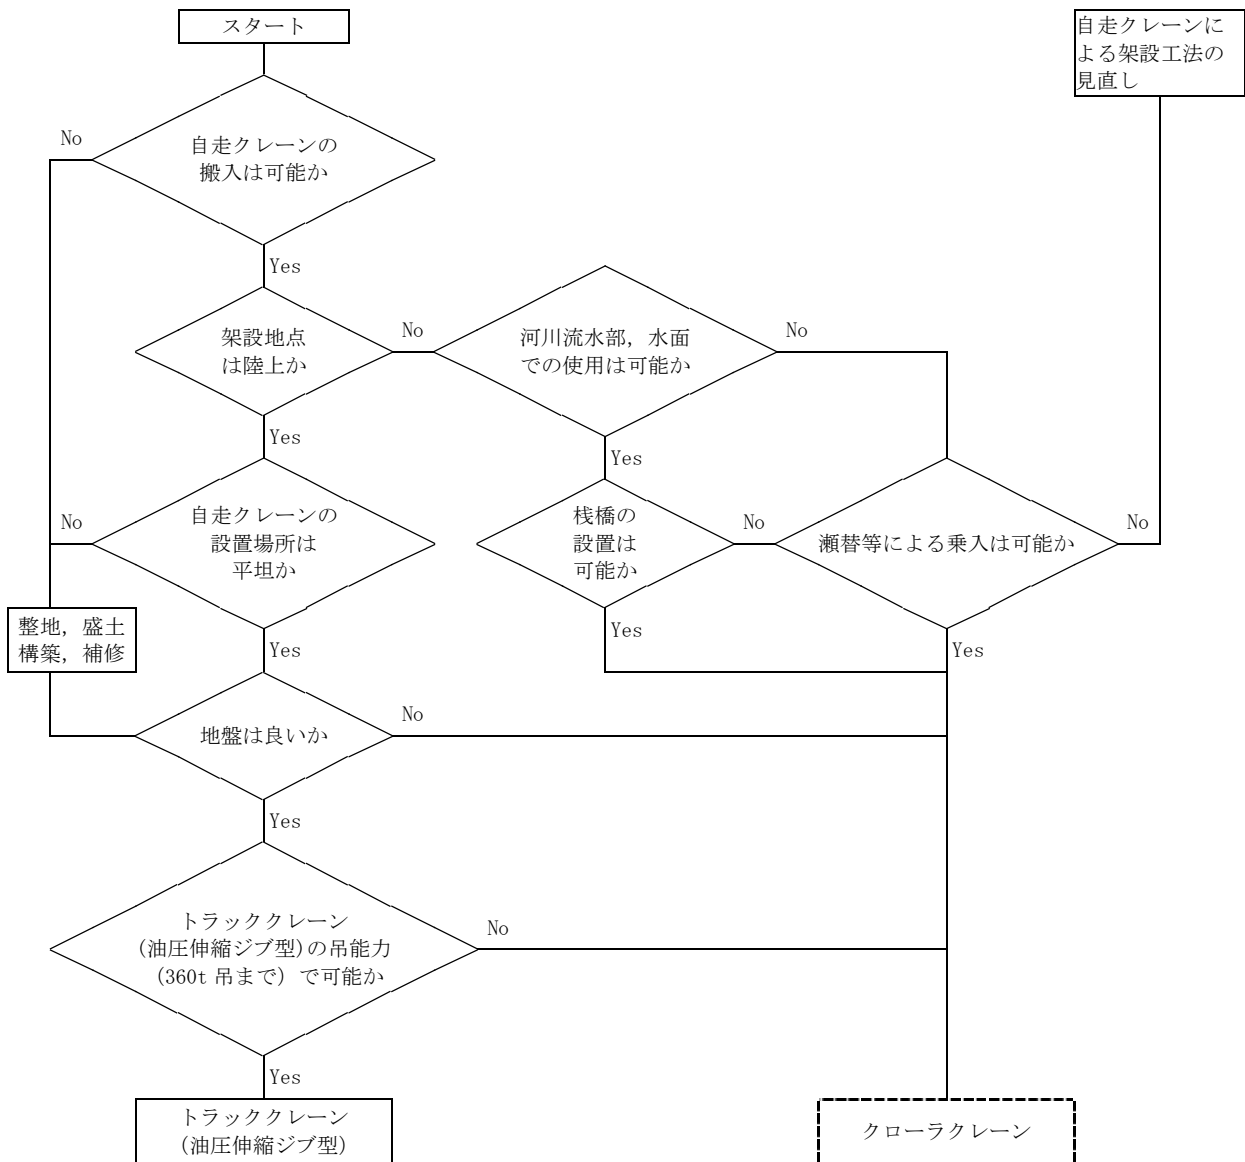 スタート
自走クレーンに
よる架設工法の
見直し
No
自走クレーンの
搬入は可能か
Yes
架設地点
は陸上か
No
河川流水部，水面
での使用は可能か
No
Yes
Yes
No
自走クレーンの
設置場所は
平坦か
桟橋の
設置は
可能か
No
瀬替等による乗入は可能か
No
整地，盛土
構築，補修
Yes
Yes
Yes
地盤は良いか
No
Yes
トラッククレーン
(油圧伸縮ジブ型)の吊能力
（360t 吊まで）で可能か
No
Yes
トラッククレーン
（油圧伸縮ジブ型）
クローラクレーン